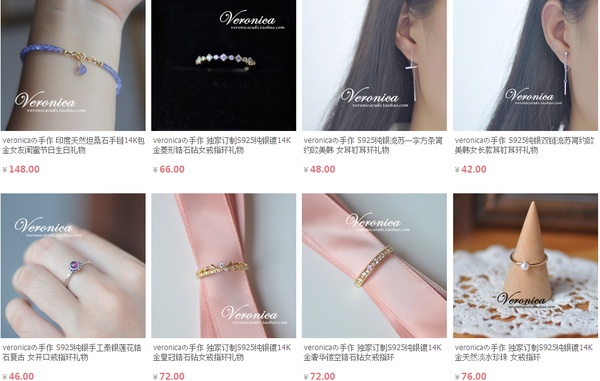 Veronica
veronicazuoli.taobao.com
Veronica
veronicazuoli.taobao.com
Veronica
veronicazuoli.taobao.com
Veronica
veronicazuoli.taobao.com
veronicaの手作 印度天然坦桑石手链14K包
金女友闺蜜节日生日礼物
¥ 148.00
veronicaの手作 独家订制S925纯银镀14K
金菱形锆石钻女戒指环礼物
¥ 66.00
veronicaの手作 S925纯银流苏一字方条简
约欧美韩 女耳钉耳环礼物
¥ 48.00
veronicaの手作 S925纯银双链流苏简约欧
美韩女长款耳钉耳环礼物
¥ 42.00
Veronica
Veronica
Veronica
Veronica
veronicaの手作 S925纯银手工紫银莲花锆
石复古 女开口戒指环礼物
¥ 46.00
veronicaの手作 独家订制S925纯银镀14K
金皇冠锆石钻女戒指环礼物
¥ 72.00
veronicaの手作 独家订制S925纯银镀14K
金奢华镂空锆石钻女戒指环
¥ 72.00
veronicaの手作 独家订制S925纯银镀14K
金天然淡水珍珠 女戒指环
¥ 76.00